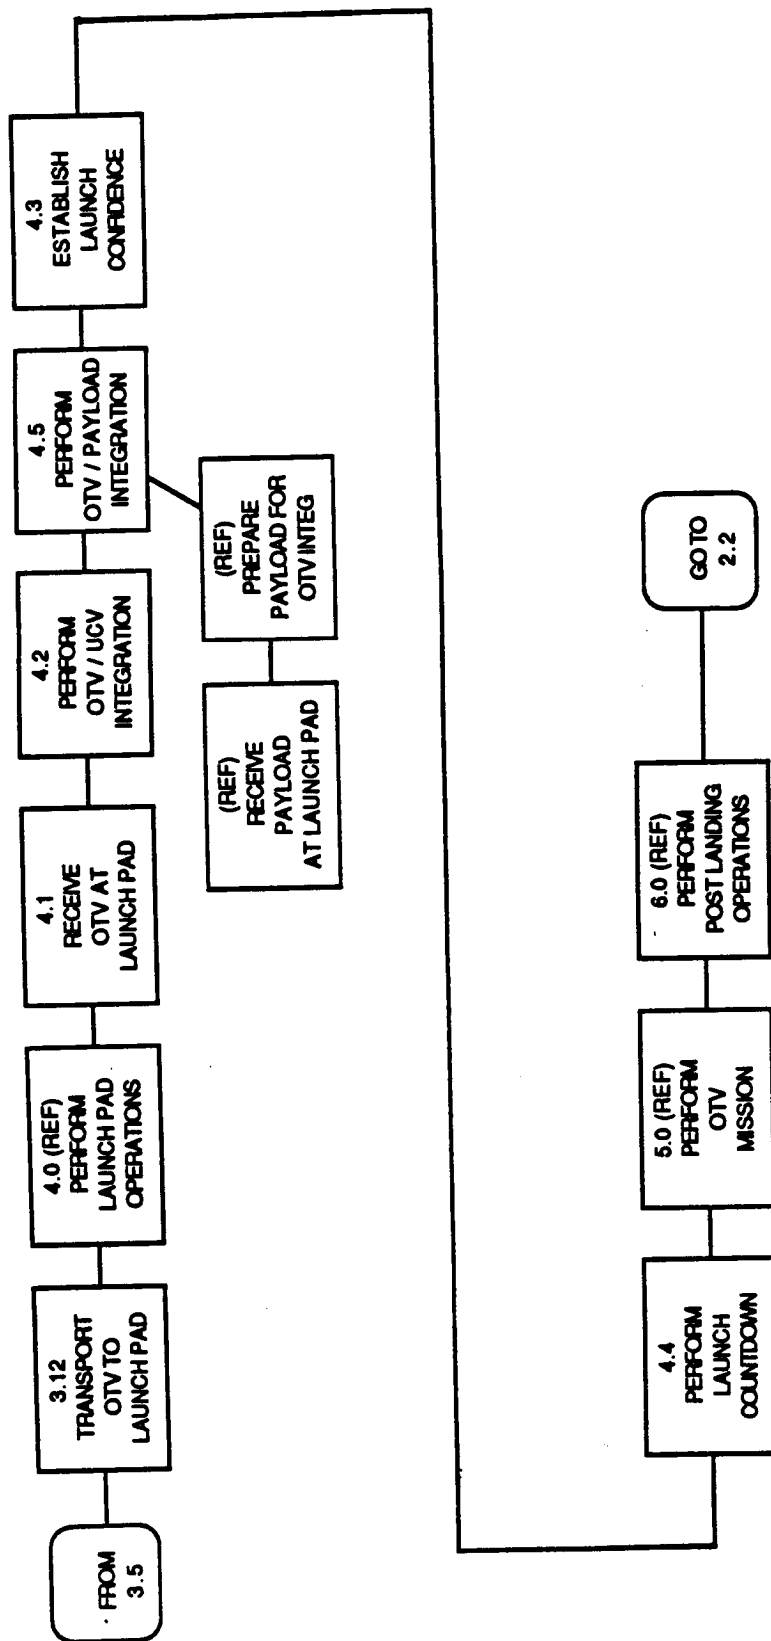 FROM
3.5
3.12
TRANSPORT
OTV TO
LAUNCH PAD
4.0 (REF)
PERFORM
LAUNCH PAD
OPERATIONS
4.1
RECEIVE
OTV AT
LAUNCH PAD
4.2
PERFORM
OTV / UCV
INTEGRATION
4.5
PERFORM
OTV / PAYLOAD
INTEGRATION
4.3
ESTABLISH
LAUNCH
CONFIDENCE
(REF)
RECEIVE
PAYLOAD
AT LAUNCH PAD
(REF)
PREPARE
PAYLOAD FOR
OTV INTEG
4.4
PERFORM
LAUNCH
COUNTDOWN
5.0 (REF)
PERFORM
OTV
MISSION
6.0 (REF)
PERFORM
POST LANDING
OPERATIONS
GO TO
2.2